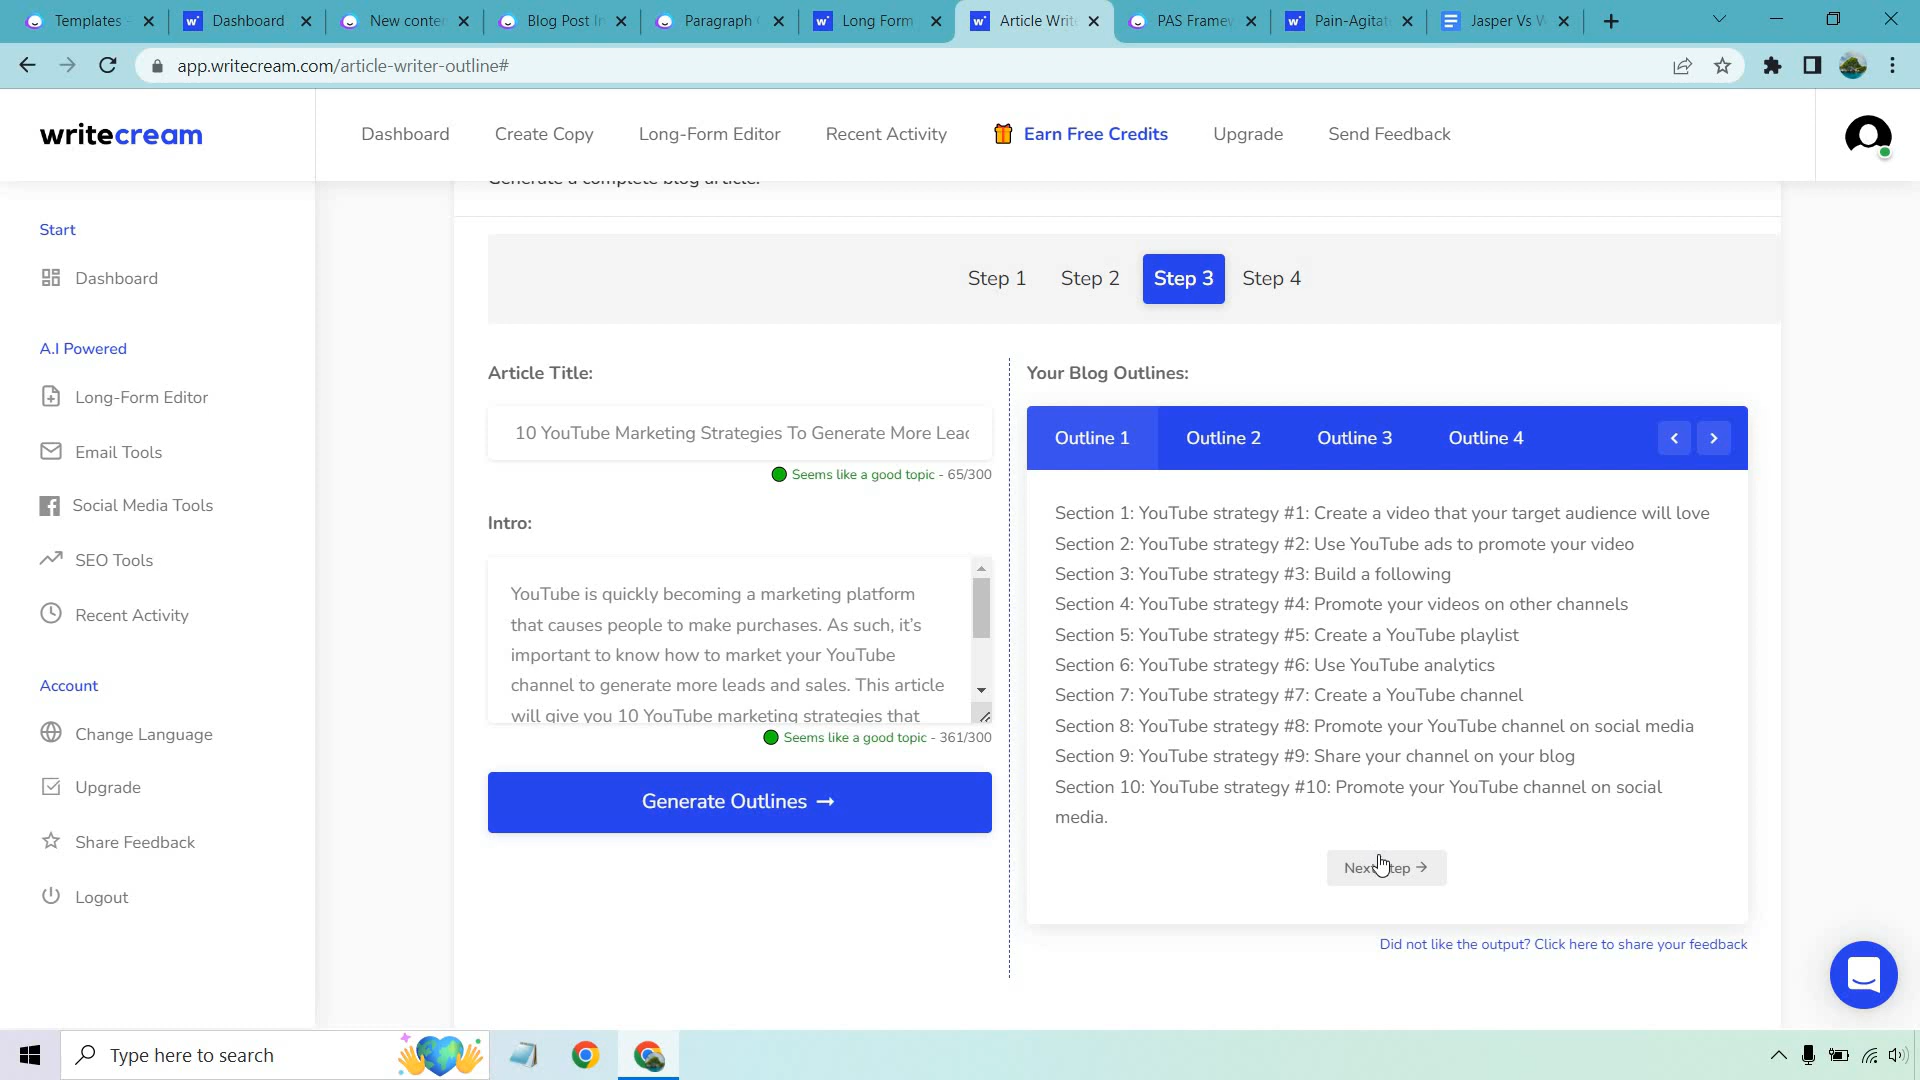 Templates -
Dashboard
New conten
Blog Post In
Paragraph
Long Form
Article Writ
PAS Framew
Pain-Agitat
Jasper Vs W
app.writecream.com/article-writer-outline#
writecream
Dashboard
Create Copy
Long-Form Editor
Recent Activity
Earn Free Credits
Upgrade
Send Feedback
Generate a complete blog article.
Start
Dashboard
A.I Powered
Long-Form Editor
Email Tools
Social Media Tools
SEO Tools
Recent Activity
Account
Change Language
Upgrade
Share Feedback
Logout
Step 1
Step 2
Step 3
Step 4
Article Title:
10 YouTube Marketing Strategies To Generate More Lead
Seems like a good topic - 65/300
Intro:
YouTube is quickly becoming a marketing platform
that causes people to make purchases. As such, it's
important to know how to market your YouTube
channel to generate more leads and sales. This article
will give you 10 YouTube marketing strategies that
Seems like a good topic - 361/300
Generate Outlines →
Your Blog Outlines:
Outline 1
Outline 2
Outline 3
Outline 4
Section 1: YouTube strategy #1: Create a video that your target audience will love
Section 2: YouTube strategy #2: Use YouTube ads to promote your video
Section 3: YouTube strategy #3: Build a following
Section 4: YouTube strategy #4: Promote your videos on other channels
Section 5: YouTube strategy #5: Create a YouTube playlist
Section 6: YouTube strategy #6: Use YouTube analytics
Section 7: YouTube strategy #7: Create a YouTube channel
Section 8: YouTube strategy #8: Promote your YouTube channel on social media
Section 9: YouTube strategy #9: Share your channel on your blog
Section 10: YouTube strategy #10: Promote your YouTube channel on social
media.
Next Step →
Did not like the output? Click here to share your feedback
Type here to search